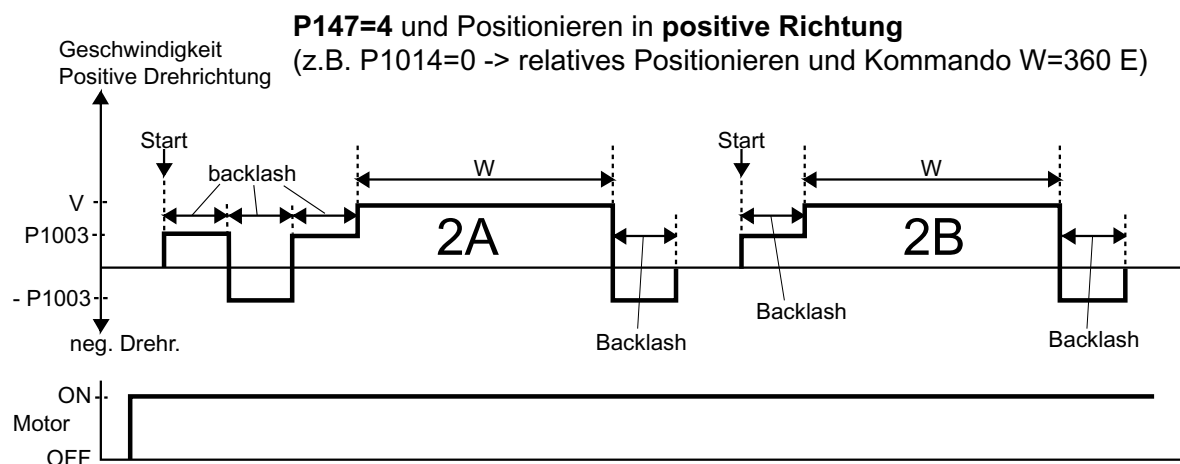 P147=4 und Positionieren in positive Richtung
(z.B. P1014=0 -> relatives Positionieren und Kommando W=360 E)
Geschwindigkeit
Positive Drehrichtung
Start
Start
backlash
W
W
V
P1003
2A
2B
Backlash
- P1003
Backlash
Backlash
Backlash
neg. Drehr.
ON
Motor
OFF